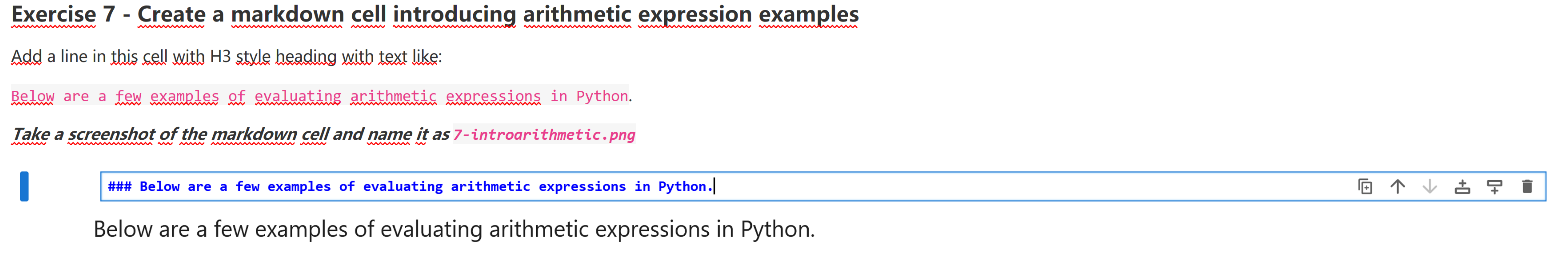 Exercise 7 - Create a markdown cell introducing arithmetic expression examples
Add a line in this cell with H3 style heading with text like:
Below are a few examples of evaluating arithmetic expressions in Python.
Take a screenshot of the markdown cell and name it as 7-introarithmetic.png
### Below are a few examples of evaluating arithmetic expressions in Python.
Below are a few examples of evaluating arithmetic expressions in Python.